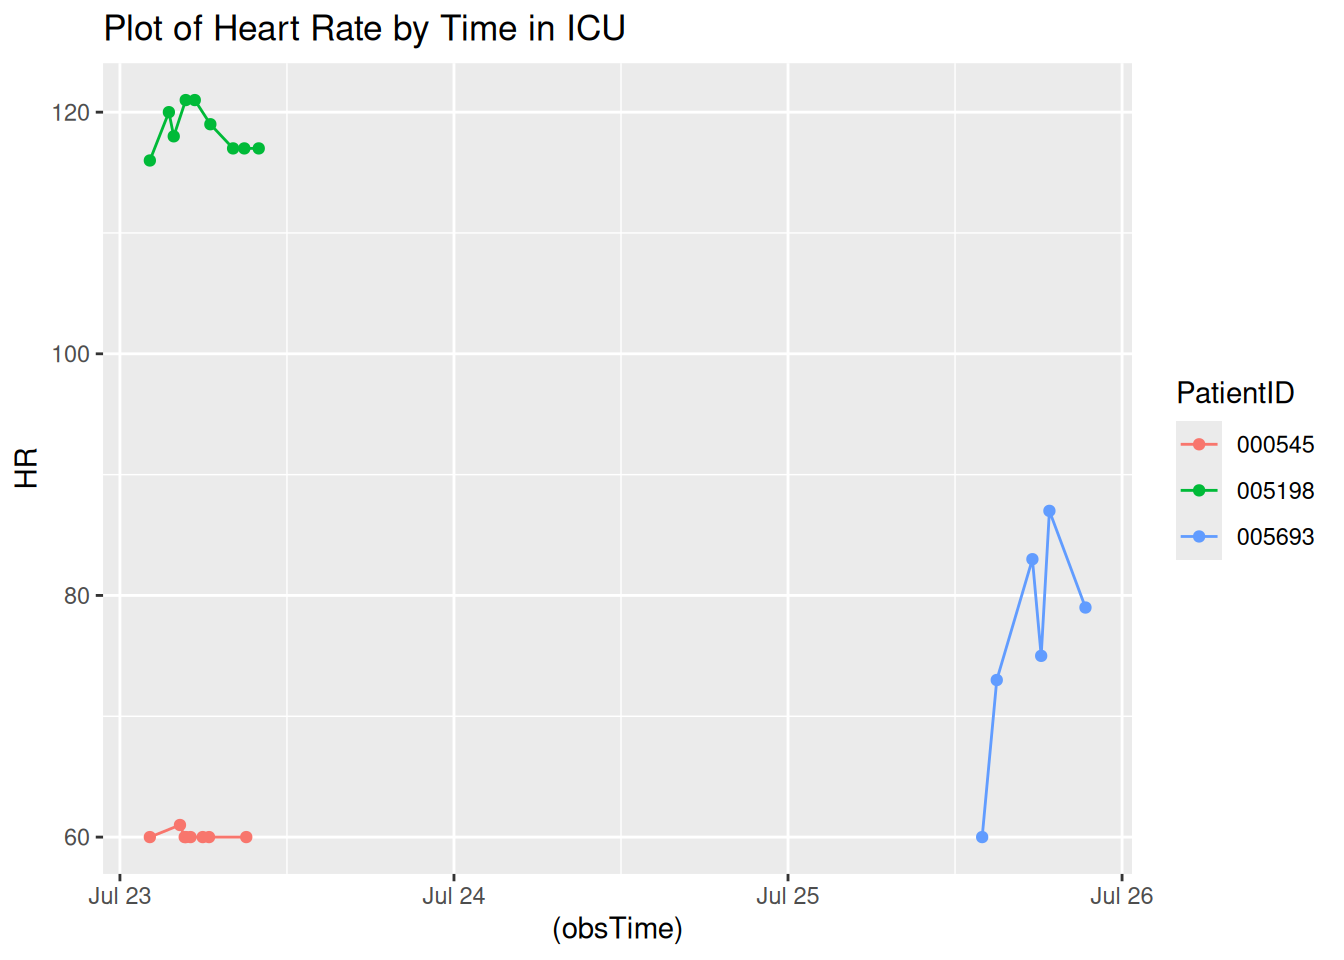 Plot of Heart Rate by Time in ICU
120
100
80
60
HR
Jul 23
Jul 24
Jul 25
Jul 26
(obsTime)
PatientID
000545
005198
005693